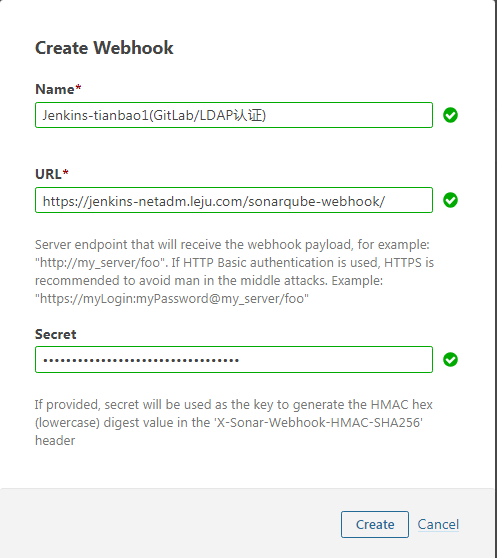 Create Webhook
Name*
Jenkins-tianbao1(GitLab/LDAP认证)
URL*
https://jenkins-netadm.leju.com/sonarqube-webhook/
Server endpoint that will receive the webhook payload, for example:
"http://my_server/foo". If HTTP Basic authentication is used, HTTPS is
recommended to avoid man in the middle attacks. Example:
"https://myLogin:myPassword@my_server/foo"
Secret
••••••••••••••••••••••••••••••••••
If provided, secret will be used as the key to generate the HMAC hex
(lowercase) digest value in the 'X-Sonar-Webhook-HMAC-SHA256'
header
Create Cancel